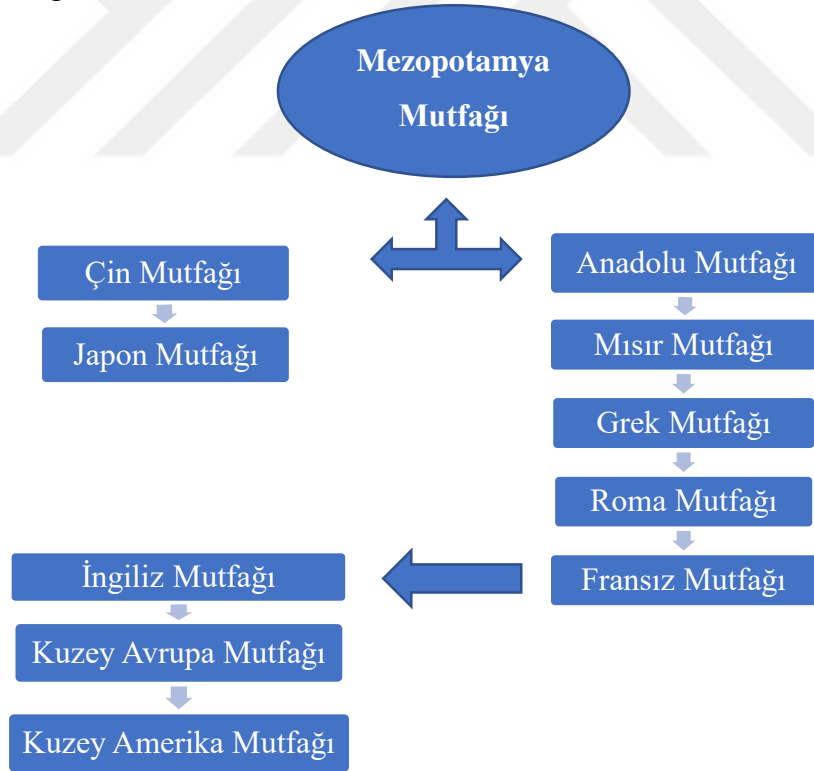 Mezopotamya
Mutfağı
Çin Mutfağı
Japon Mutfağı
Anadolu Mutfağı
Mısır Mutfağı
Grek Mutfağı
Roma Mutfağı
Fransız Mutfağı
İngiliz Mutfağı
Kuzey Avrupa Mutfağı
Kuzey Amerika Mutfağı